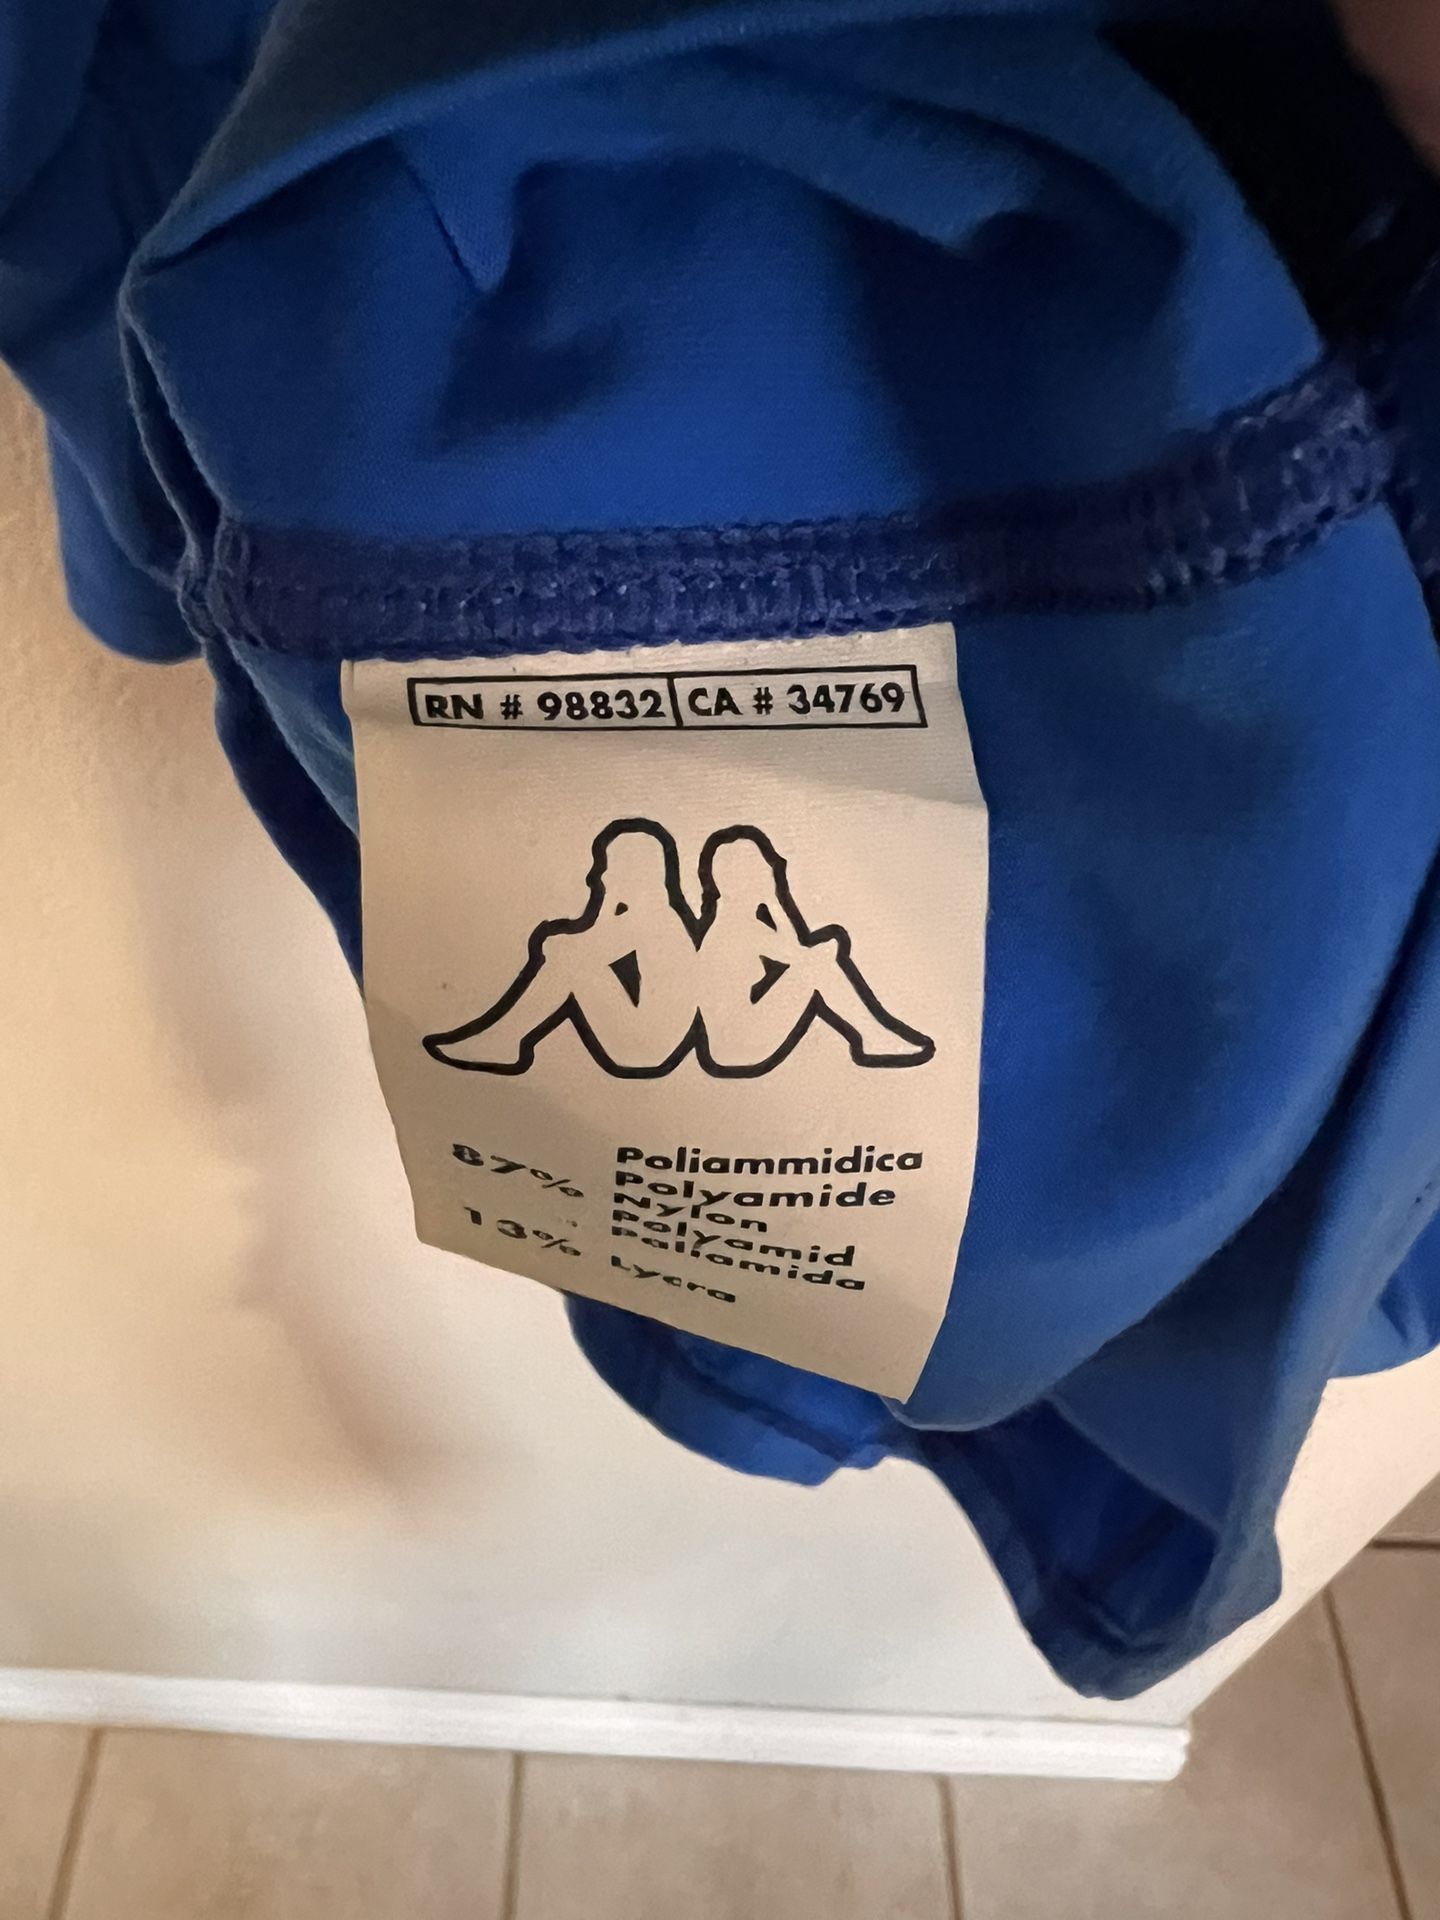 RN # 98832 CA # 34769
87% Poliammidica
Polyamide
Nylon
Polyamid
Poliamida
13% Lycra